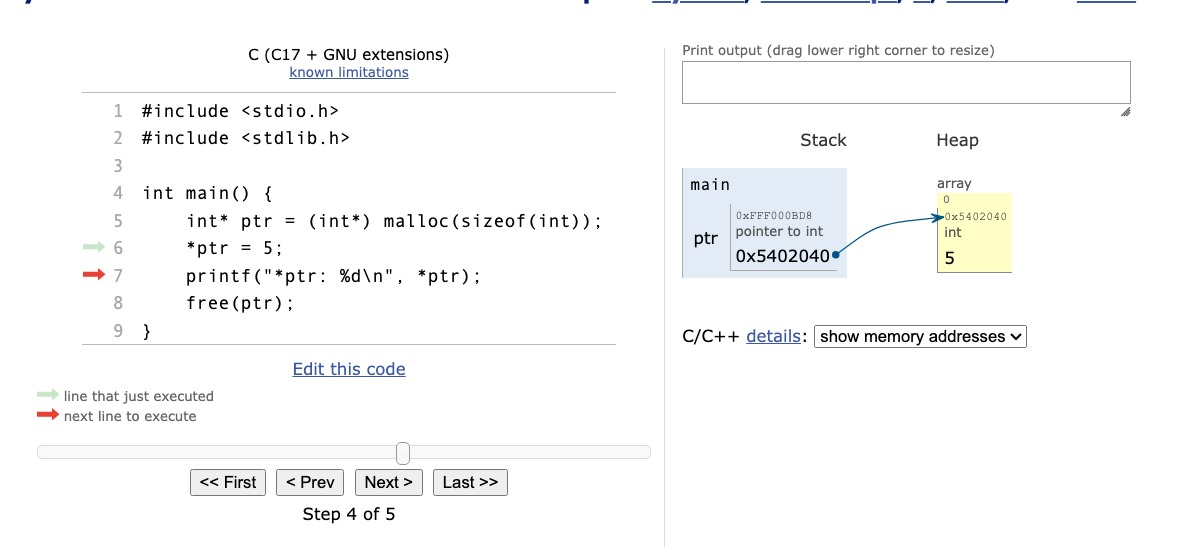 C (C17 + GNU extensions)
known limitations
1 #include <stdio.h>
2 #include <stdlib.h>
3
4 int main() {
5     int* ptr = (int*) malloc(sizeof(int));
6     *ptr = 5;
7     printf("*ptr: %d\n", *ptr);
8     free(ptr);
9 }
Edit this code
line that just executed
next line to execute
<< First < Prev Next > Last >>
Step 4 of 5
Print output (drag lower right corner to resize)
Stack Heap
main
ptr
0xFFF000BD8
pointer to int
0x5402040
array
0
0x5402040
int
5
C/C++ details: show memory addresses